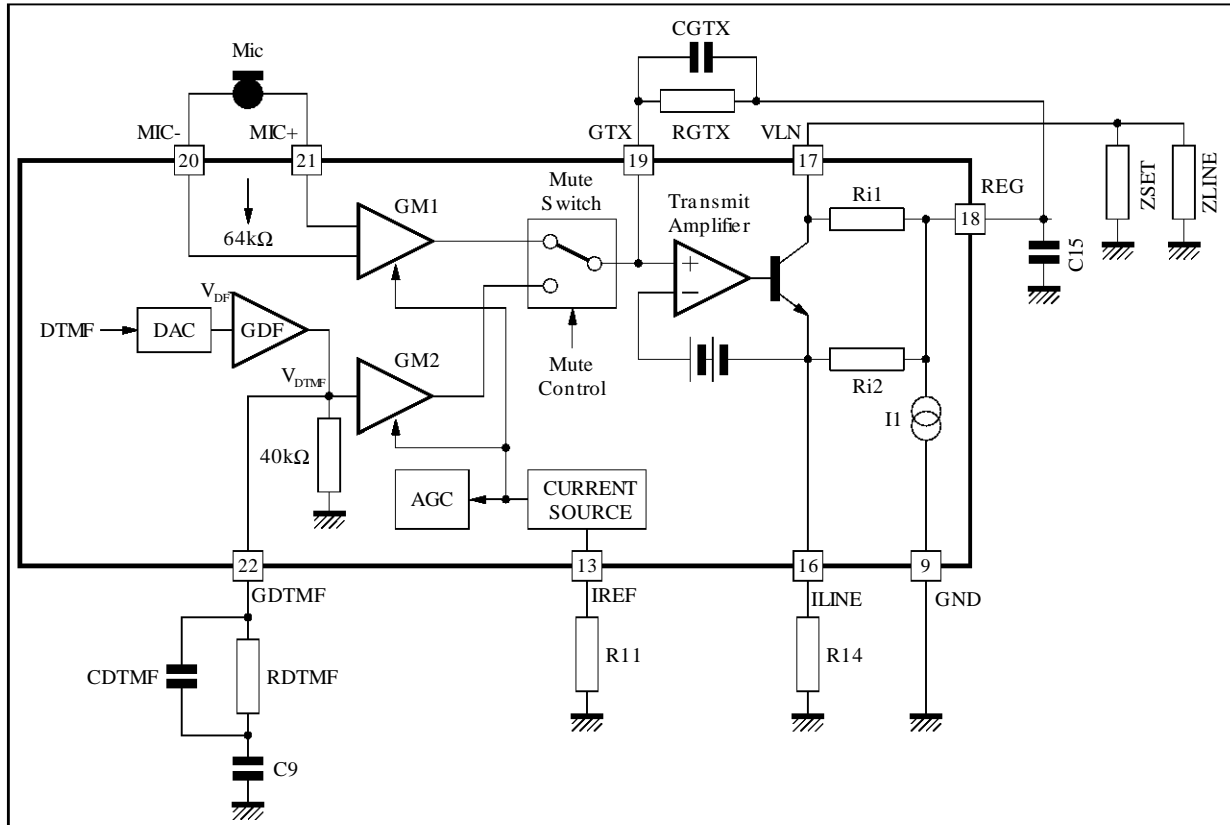 CGTX
Mic
RGTX
MIC-
MIC+
GTX
VLN
20
21
19
17
ZSET
ZLINE
Mute
Switch
REG
GM1
Transmit
Amplifier
Ri1
18
64kΩ
C15
V_DF
DTMF
DAC
GDF
GM2
Mute
Control
V_DTMF
Ri2
I1
40kΩ
AGC
CURRENT
SOURCE
22
13
16
9
GDTMF
IREF
ILINE
GND
CDTMF
RDTMF
R11
R14
C9